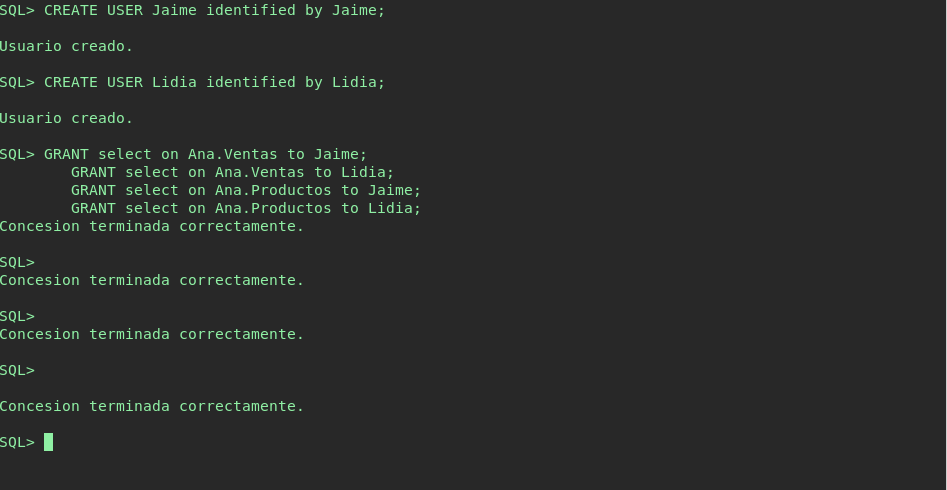 SQL> CREATE USER Jaime identified by Jaime;
Usuario creado.
SQL> CREATE USER Lidia identified by Lidia;
Usuario creado.
SQL> GRANT select on Ana.Ventas to Jaime;
GRANT select on Ana.Ventas to Lidia;
GRANT select on Ana.Productos to Jaime;
GRANT select on Ana.Productos to Lidia;
Concesion terminada correctamente.
SQL>
Concesion terminada correctamente.
SQL>
Concesion terminada correctamente.
SQL>
Concesion terminada correctamente.
SQL>